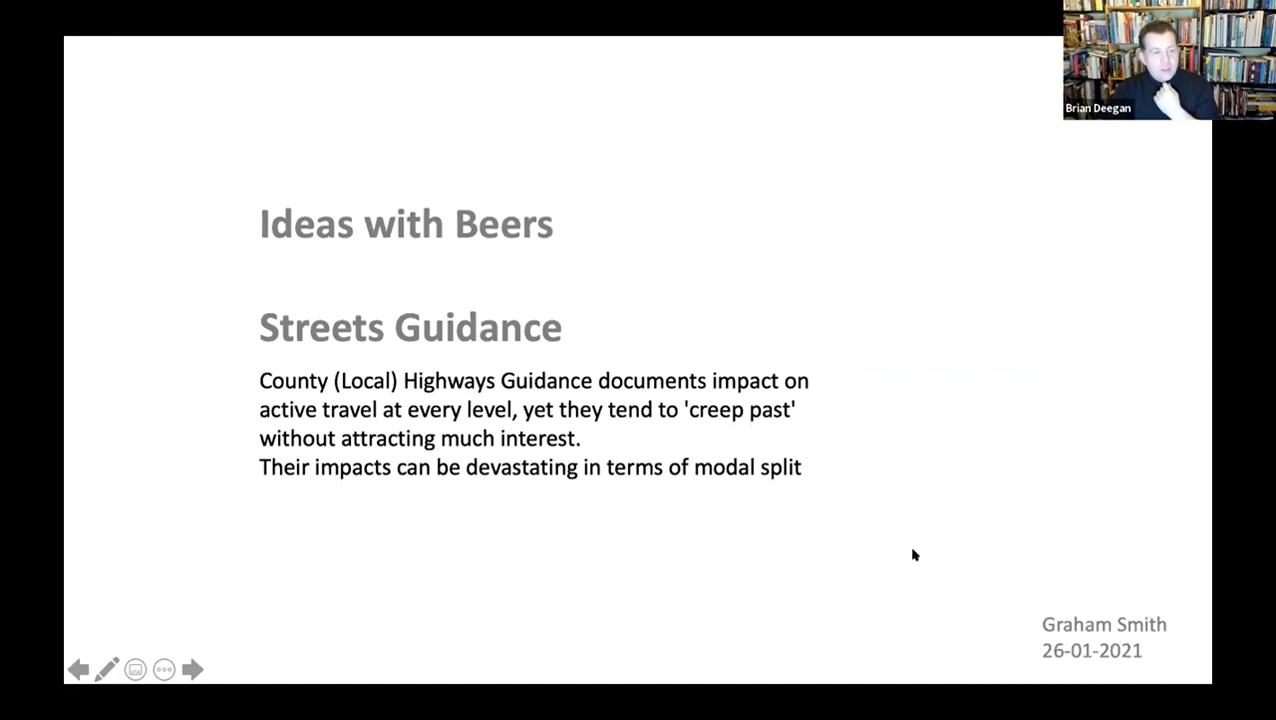 Brian Deegan
Ideas with Beers
Streets Guidance
County (Local) Highways Guidance documents impact on
active travel at every level, yet they tend to 'creep past'
without attracting much interest.
Their impacts can be devastating in terms of modal split
Graham Smith
26-01-2021